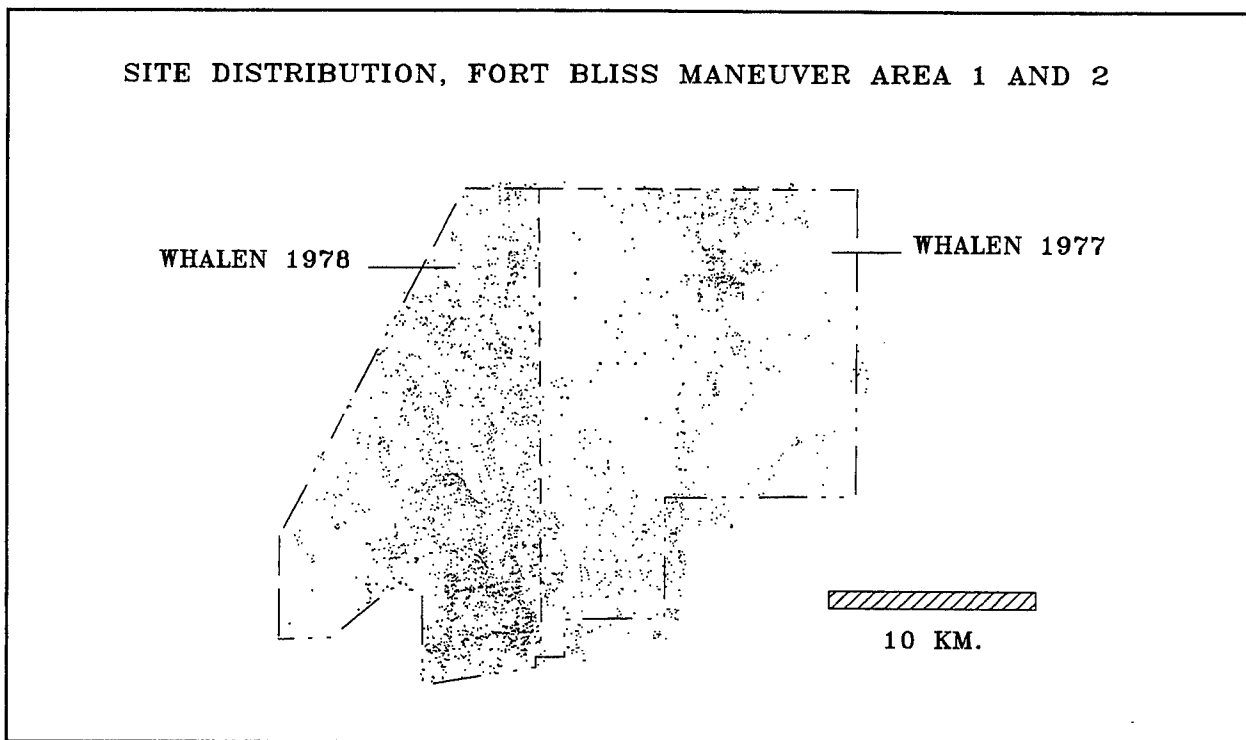 SITE DISTRIBUTION, FORT BLISS MANEUVER AREA 1 AND 2
WHALEN 1978
WHALEN 1977
10 KM.